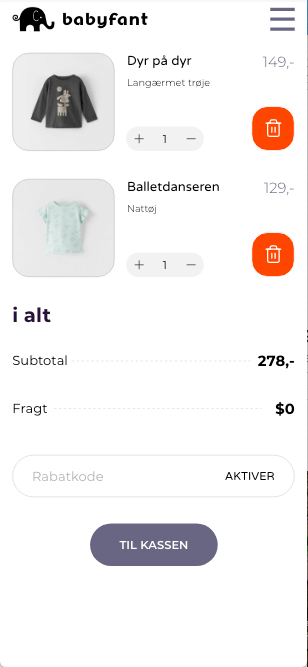 babyfant
Dyr på dyr 149,-
Langærmet trøje
+ 1 −
Balletdanseren 129,-
Nattøj
+ 1 −
i alt
Subtotal 278,-
Fragt $0
Rabatkode AKTIVER
TIL KASSEN